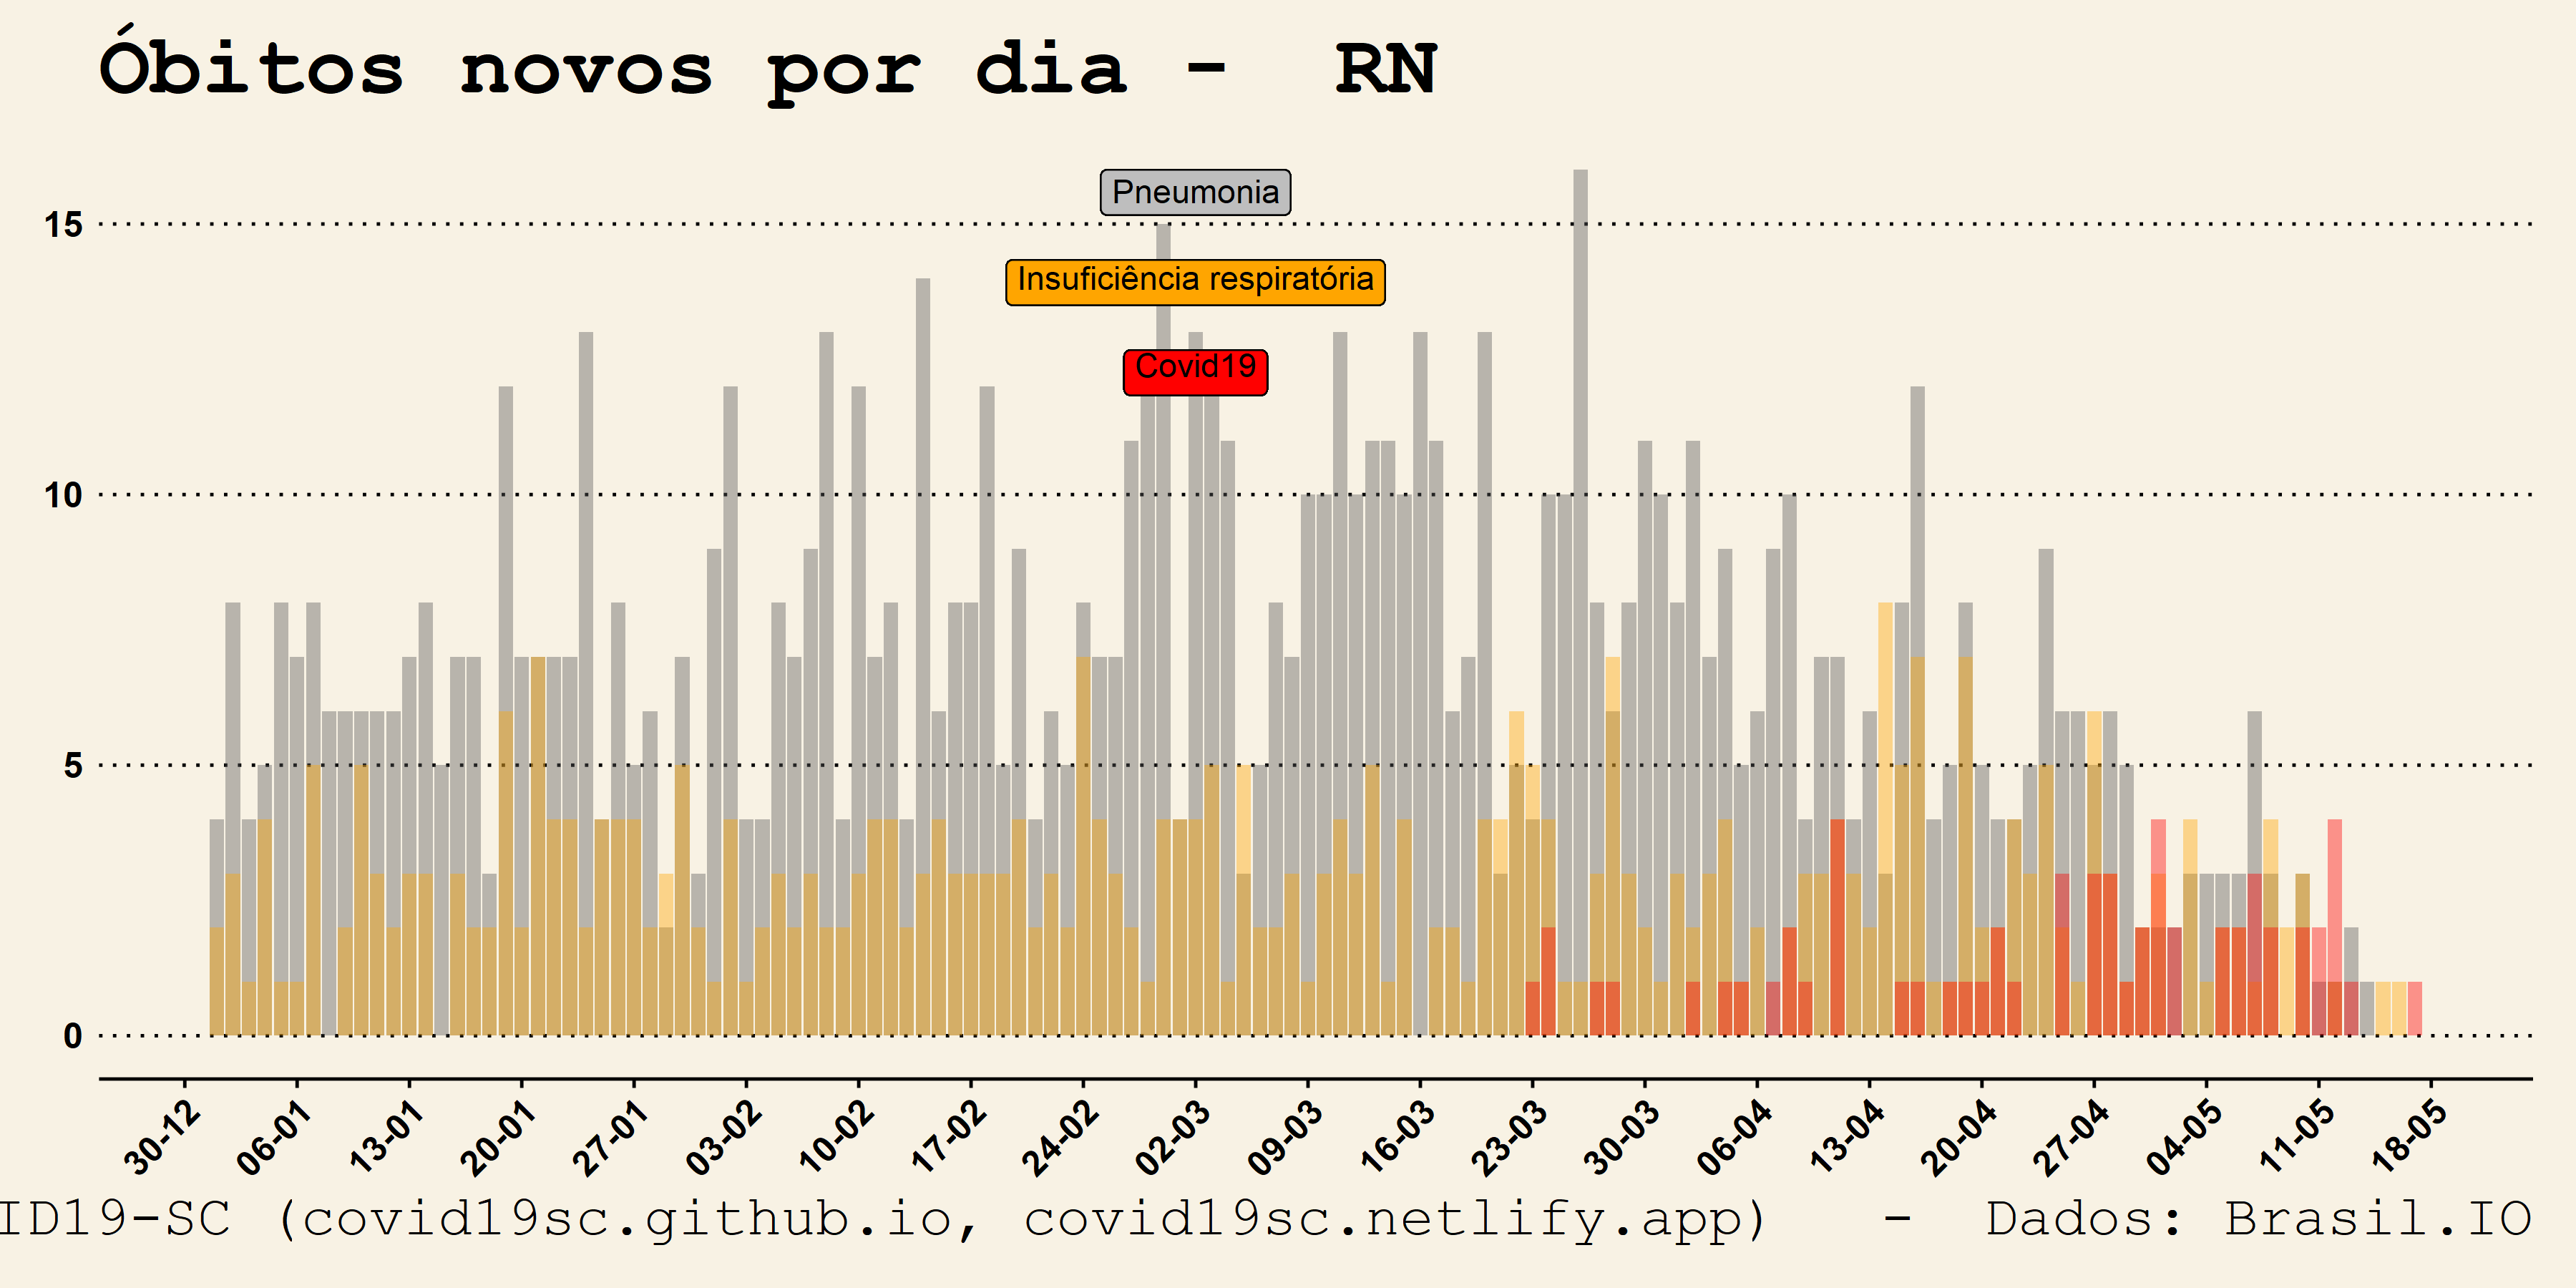 Óbitos novos por dia - RN
Pneumonia
15
Insuficiência respiratória
Covid19
10
5
0
30-12 06-01 13-01 20-01 27-01 03-02 10-02 17-02 24-02 02-03 09-03 16-03 23-03 30-03 06-04 13-04 20-04 27-04 04-05 11-05 18-05
ID19-SC (covid19sc.github.io, covid19sc.netlify.app) - Dados: Brasil.IO